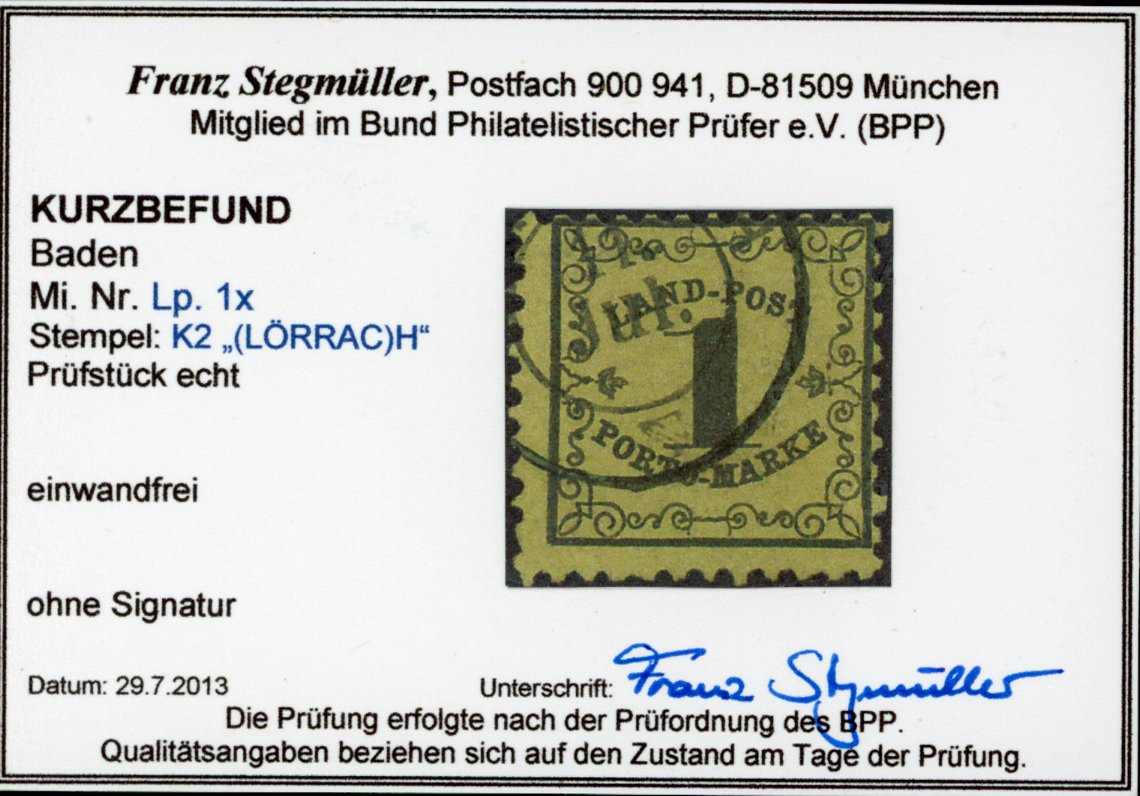 Franz Stegmüller, Postfach 900 941, D-81509 München
Mitglied im Bund Philatelistischer Prüfer e.V. (BPP)
KURZBEFUND
Baden
Mi. Nr. Lp. 1x
Stempel: K2 „(LÖRRAC)H“
Prüfstück echt
einwandfrei
ohne Signatur
LAND-POST
Jul.
1
PORTO-MARKE
Datum: 29.7.2013
Unterschrift: Franz Stegmüller
Die Prüfung erfolgte nach der Prüfordnung des BPP.
Qualitätsangaben beziehen sich auf den Zustand am Tage der Prüfung.